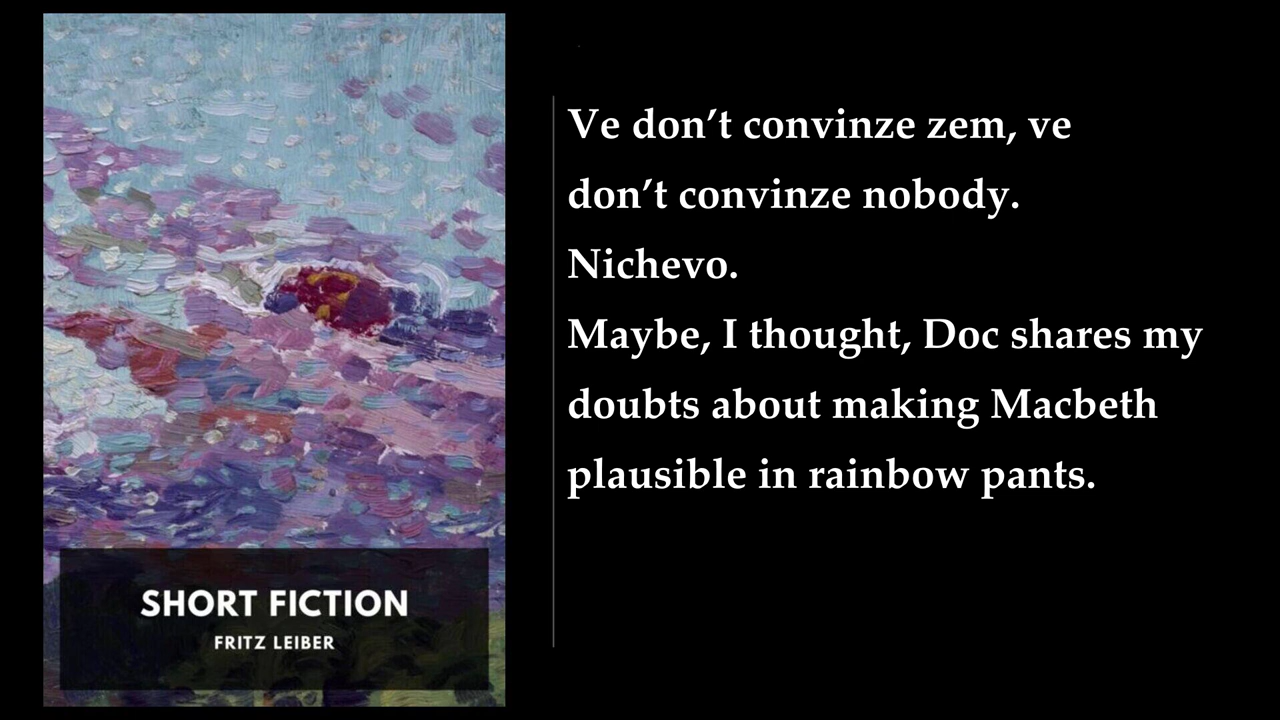 Ve don’t convinze zem, ve
don’t convinze nobody.
Nichevo.
Maybe, I thought, Doc shares my
doubts about making Macbeth
plausible in rainbow pants.
SHORT FICTION
FRITZ LEIBER